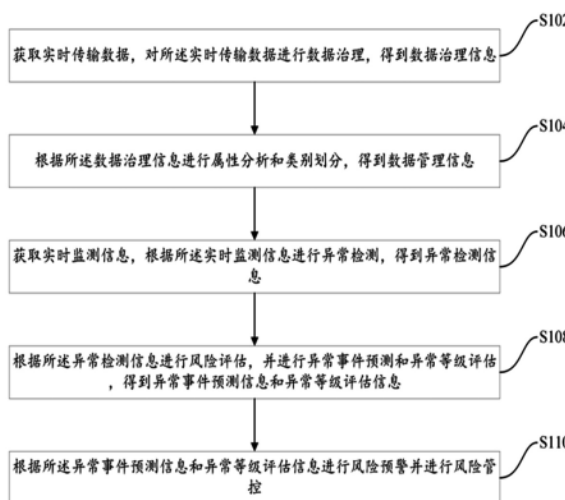 S102
获取实时传输数据，对所述实时传输数据进行数据治理，得到数据治理信息
S104
根据所述数据治理信息进行属性分析和类别划分，得到数据管理信息
S106
获取实时监测信息，根据所述实时监测信息进行异常检测，得到异常检测信
息
S108
根据所述异常检测信息进行风险评估，并进行异常事件预测和异常等级评估
，得到异常事件预测信息和异常等级评估信息
S110
根据所述异常事件预测信息和异常等级评估信息进行风险预警并进行风险管
控